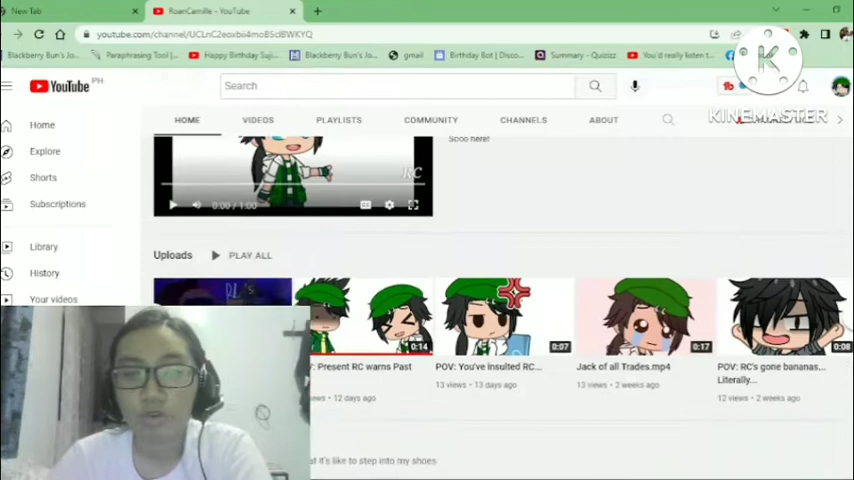 New Tab
RoanCamille - YouTube
youtube.com/channel/UCLnC2eoxbii4moB5clBWKYQ
Blackberry Bun's Jo...
Paraphrasing Tool |...
Happy Birthday Suji...
Blackberry Bun's Jo...
gmail
Birthday Bot | Disco...
Summary - Quizizz
You'd really listen t...
K
KINEMASTER
YouTube PH
Search
HOME
VIDEOS
PLAYLISTS
COMMUNITY
CHANNELS
ABOUT
Home
Explore
Shorts
Subscriptions
Library
History
Your videos
Sooo here!
RC
0:00 / 1:00
Uploads
PLAY ALL
0:14
0:07
0:17
0:08
: Present RC warns Past
POV: You've insulted RC...
Jack of all Trades.mp4
POV: RC's gone bananas...
Literally...
iews • 12 days ago
13 views • 13 days ago
13 views • 2 weeks ago
12 views • 2 weeks ago
t it's like to step into my shoes